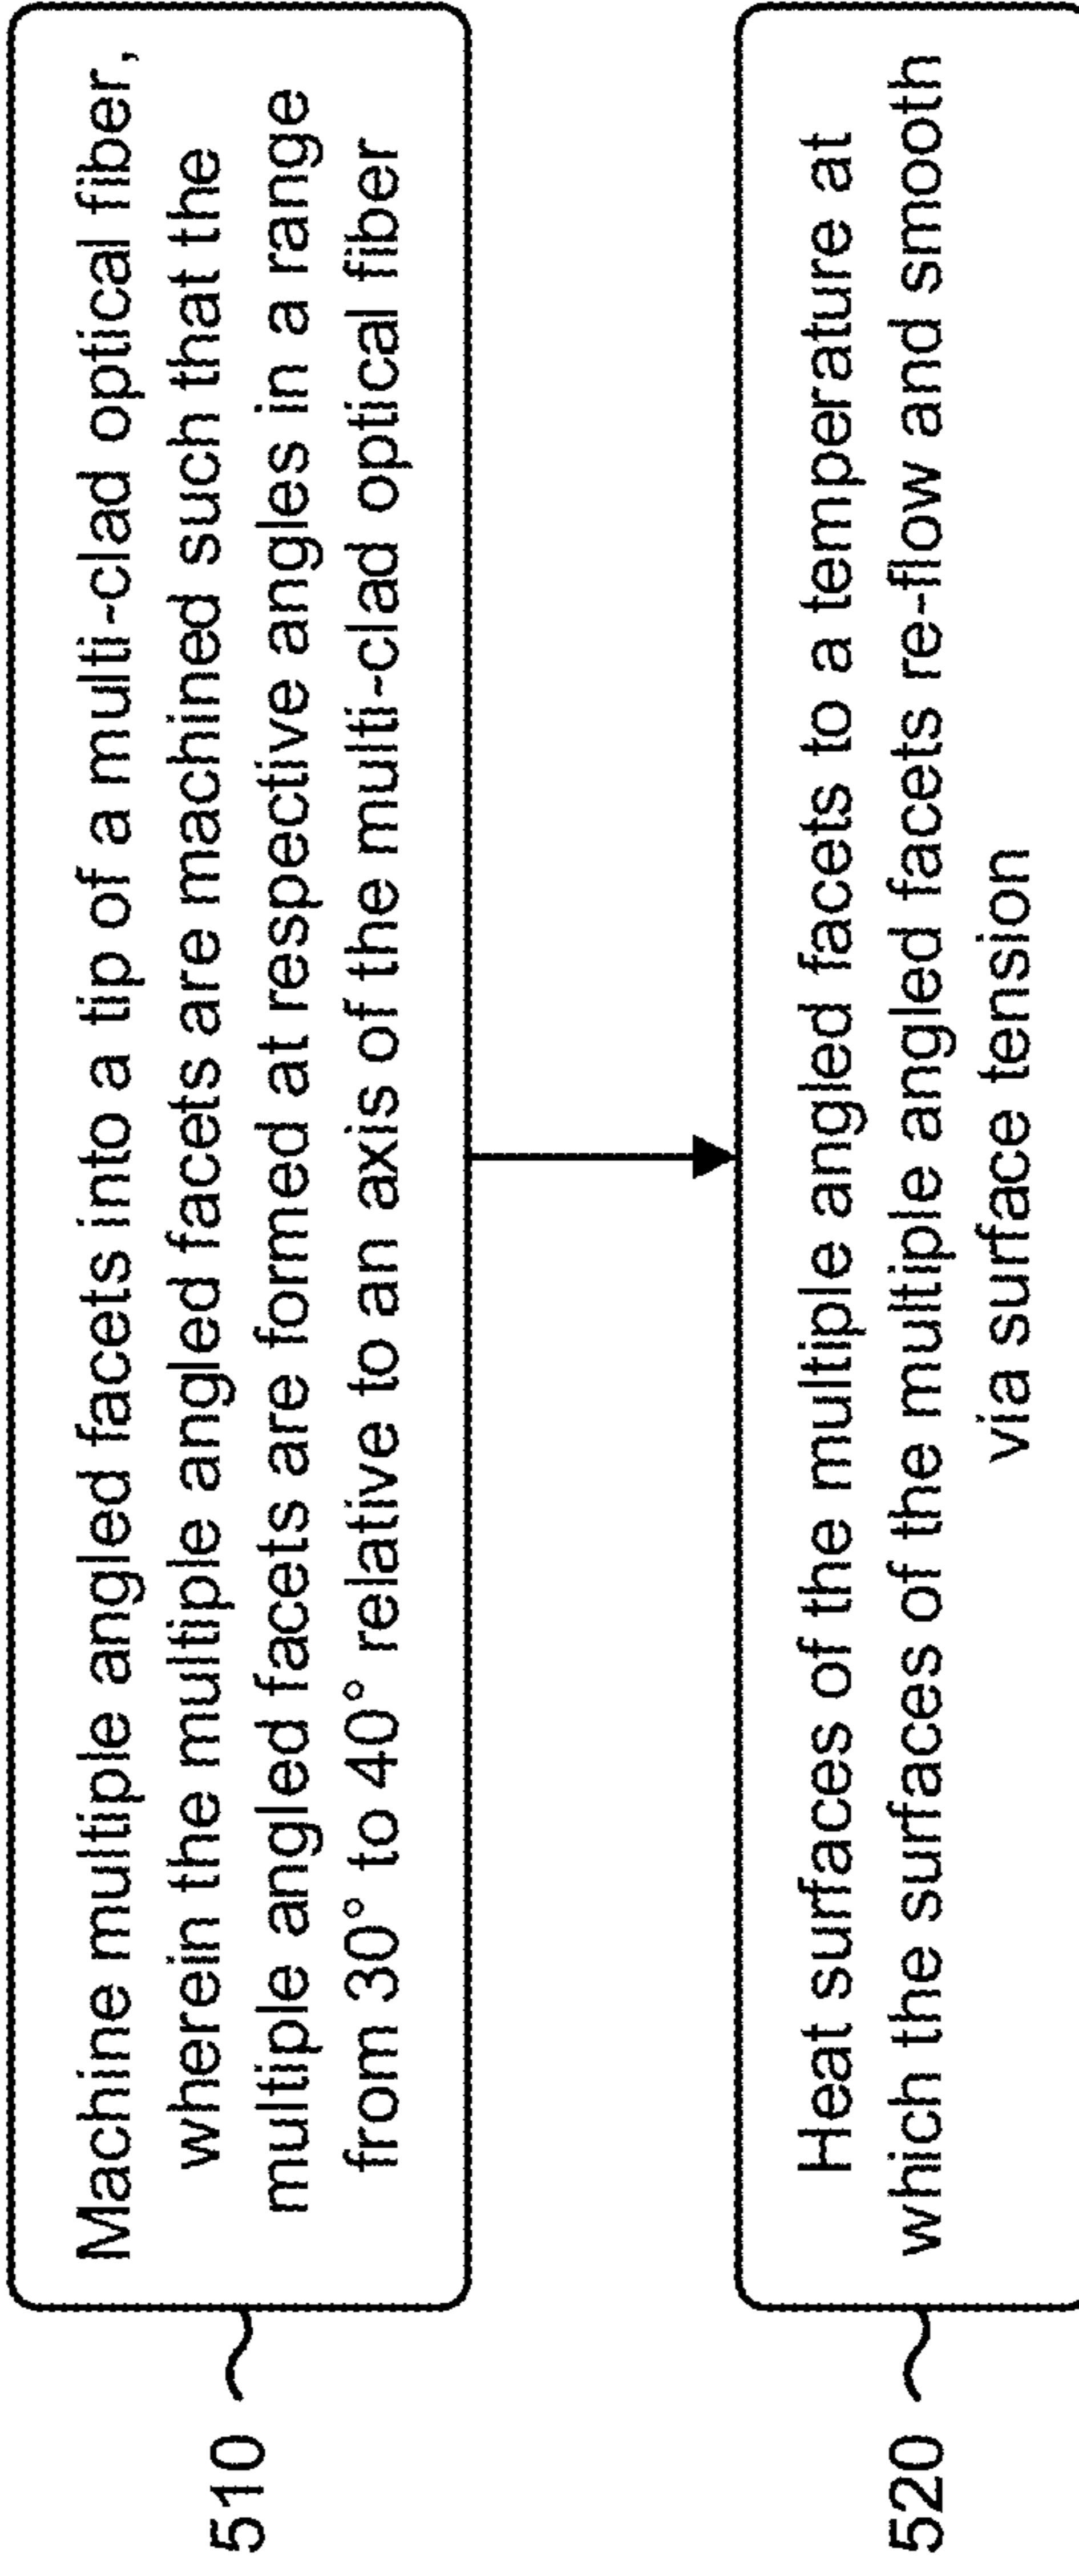 510
Machine multiple angled facets into a tip of a multi-clad optical fiber,
wherein the multiple angled facets are machined such that the
multiple angled facets are formed at respective angles in a range
from 30° to 40° relative to an axis of the multi-clad optical fiber
520
Heat surfaces of the multiple angled facets to a temperature at
which the surfaces of the multiple angled facets re-flow and smooth
via surface tension